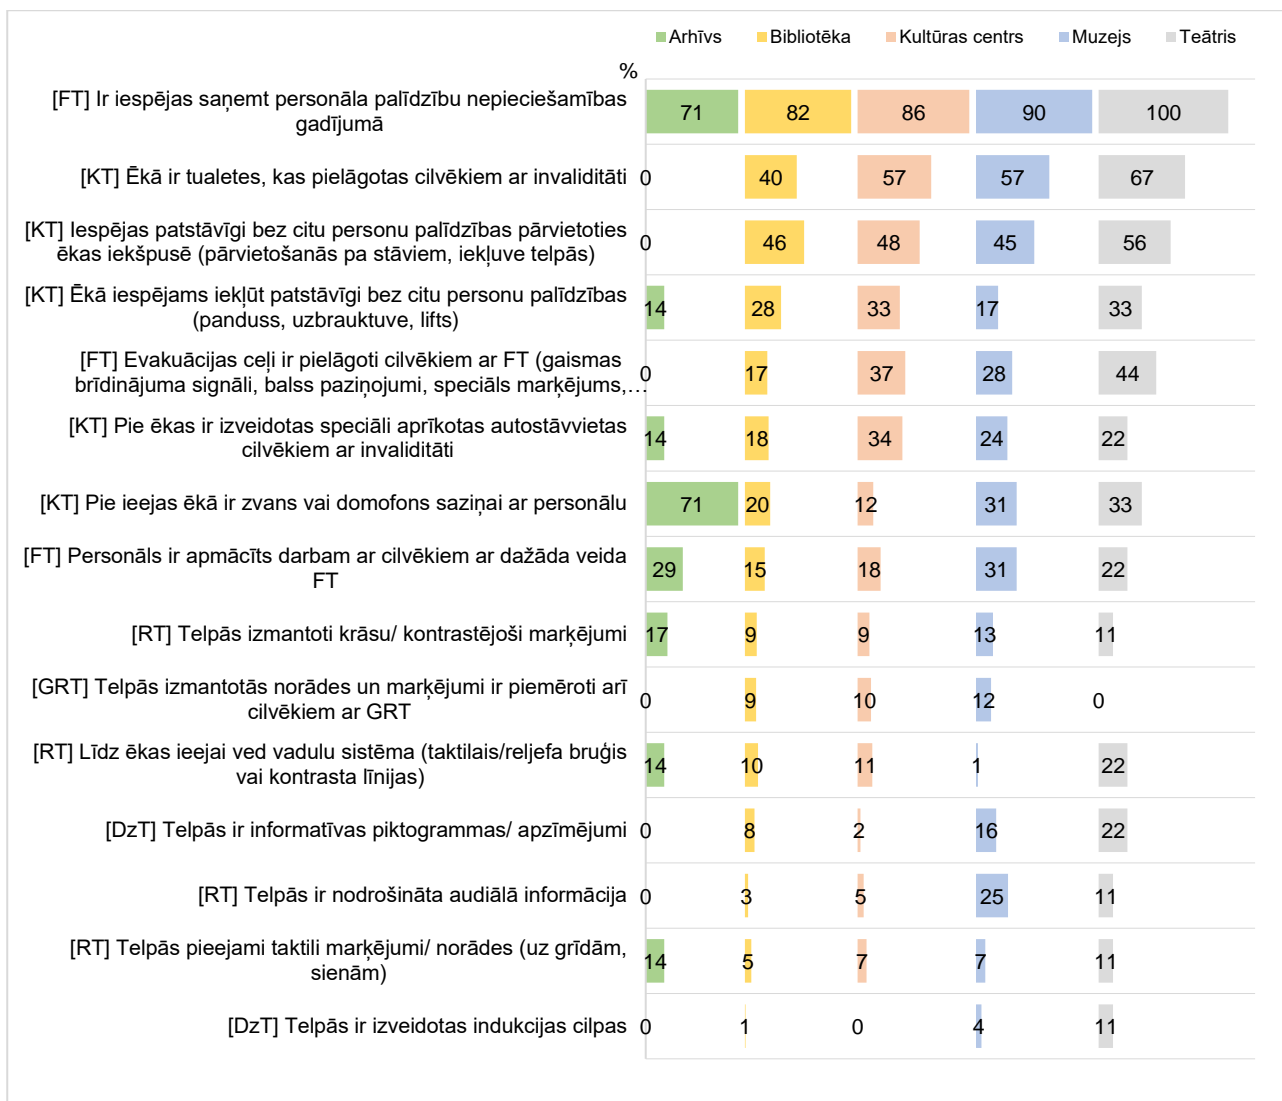 Arhīvs Bibliotēka Kultūras centrs Muzejs Teātris
%
[FT] Ir iespējas saņemt personāla palīdzību nepieciešamības
gadījumā
71 82 86 90 100
[KT] Ēkā ir tualetes, kas pielāgotas cilvēkiem ar invaliditāti
0 40 57 57 67
[KT] Iespējas patstāvīgi bez citu personu palīdzības pārvietoties
ēkas iekšpusē (pārvietošanās pa stāviem, iekļuve telpās)
0 46 48 45 56
[KT] Ēkā iespējams iekļūt patstāvīgi bez citu personu palīdzības
(panduss, uzbrauktuve, lifts)
14 28 33 17 33
[FT] Evakuācijas ceļi ir pielāgoti cilvēkiem ar FT (gaismas
brīdinājuma signāli, balss paziņojumi, speciāls marķējums,…
0 17 37 28 44
[KT] Pie ēkas ir izveidotas speciāli aprīkotas autostāvvietas
cilvēkiem ar invaliditāti
14 18 34 24 22
[KT] Pie ieejas ēkā ir zvans vai domofons saziņai ar personālu
71 20 12 31 33
[FT] Personāls ir apmācīts darbam ar cilvēkiem ar dažāda veida
FT
29 15 18 31 22
[RT] Telpās izmantoti krāsu/ kontrastējoši marķējumi
17 9 9 13 11
[GRT] Telpās izmantotās norādes un marķējumi ir piemēroti arī
cilvēkiem ar GRT
0 9 10 12 0
[RT] Līdz ēkas ieejai ved vadulu sistēma (taktilais/reljefa bruģis
vai kontrasta līnijas)
14 10 11 1 22
[DzT] Telpās ir informatīvas piktogrammas/ apzīmējumi
0 8 2 16 22
[RT] Telpās ir nodrošināta audiālā informācija
0 3 5 25 11
[RT] Telpās pieejami taktili marķējumi/ norādes (uz grīdām,
sienām)
14 5 7 7 11
[DzT] Telpās ir izveidotas indukcijas cilpas
0 1 0 4 11